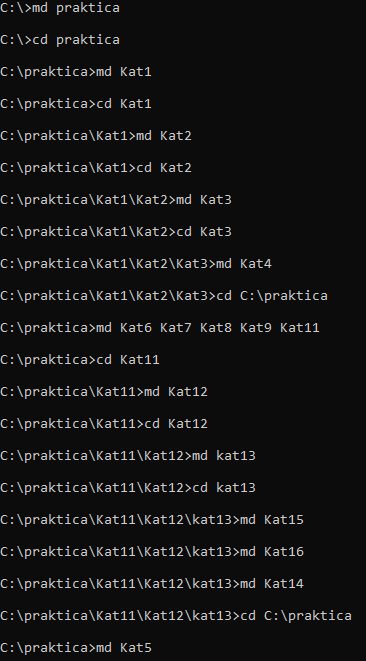 C:\>md praktica
C:\>cd praktica
C:\praktica>md Kat1
C:\praktica>cd Kat1
C:\praktica\Kat1>md Kat2
C:\praktica\Kat1>cd Kat2
C:\praktica\Kat1\Kat2>md Kat3
C:\praktica\Kat1\Kat2>cd Kat3
C:\praktica\Kat1\Kat2\Kat3>md Kat4
C:\praktica\Kat1\Kat2\Kat3>cd C:\praktica
C:\praktica>md Kat6 Kat7 Kat8 Kat9 Kat11
C:\praktica>cd Kat11
C:\praktica\Kat11>md Kat12
C:\praktica\Kat11>cd Kat12
C:\praktica\Kat11\Kat12>md kat13
C:\praktica\Kat11\Kat12>cd kat13
C:\praktica\Kat11\Kat12\kat13>md Kat15
C:\praktica\Kat11\Kat12\kat13>md Kat16
C:\praktica\Kat11\Kat12\kat13>md Kat14
C:\praktica\Kat11\Kat12\kat13>cd C:\praktica
C:\praktica>md Kat5